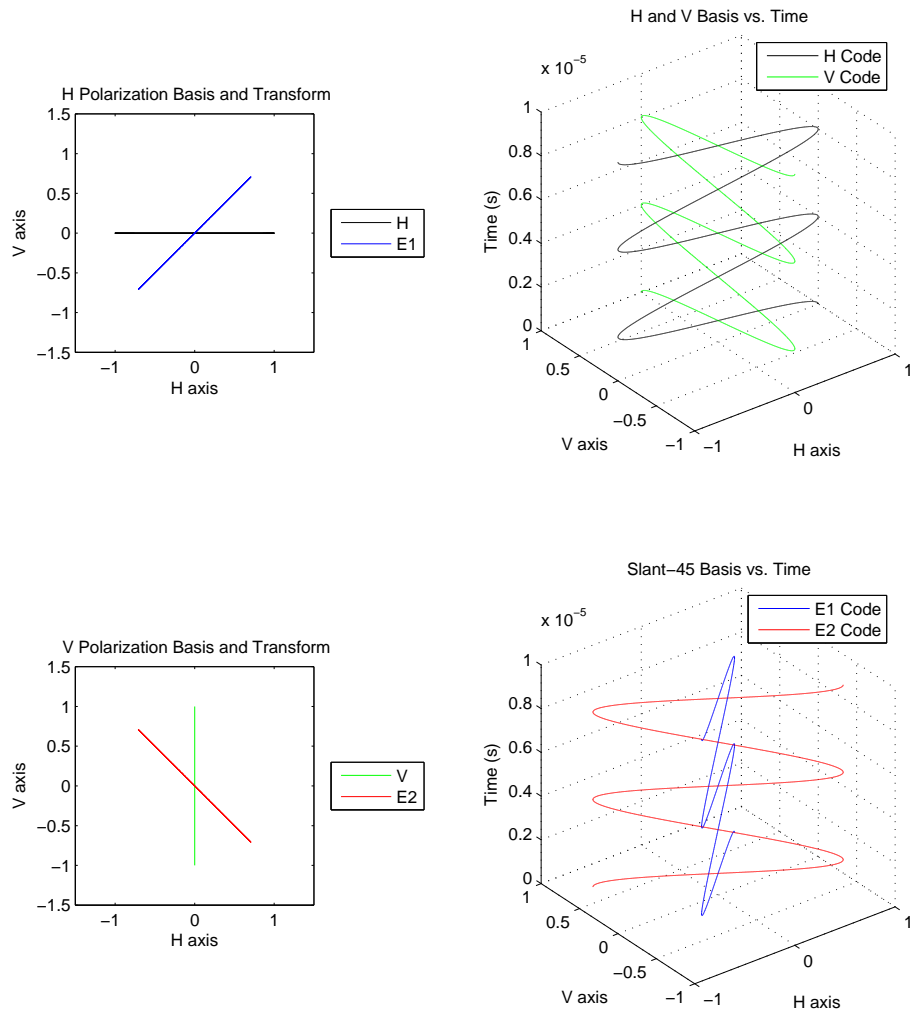 H Polarization Basis and Transform
1.5
1
0.5
0
−0.5
−1
−1.5
V axis
−1 0 1
H axis
H
E1
H and V Basis vs. Time
x 10⁻⁵
H Code
V Code
1
0.8
0.6
0.4
0.2
0
Time (s)
1
0.5
0
−0.5
−1
V axis
−1
0
1
H axis
V Polarization Basis and Transform
1.5
1
0.5
0
−0.5
−1
−1.5
V axis
−1 0 1
H axis
V
E2
Slant−45 Basis vs. Time
x 10⁻⁵
E1 Code
E2 Code
1
0.8
0.6
0.4
0.2
0
Time (s)
1
0.5
0
−0.5
−1
V axis
−1
0
1
H axis